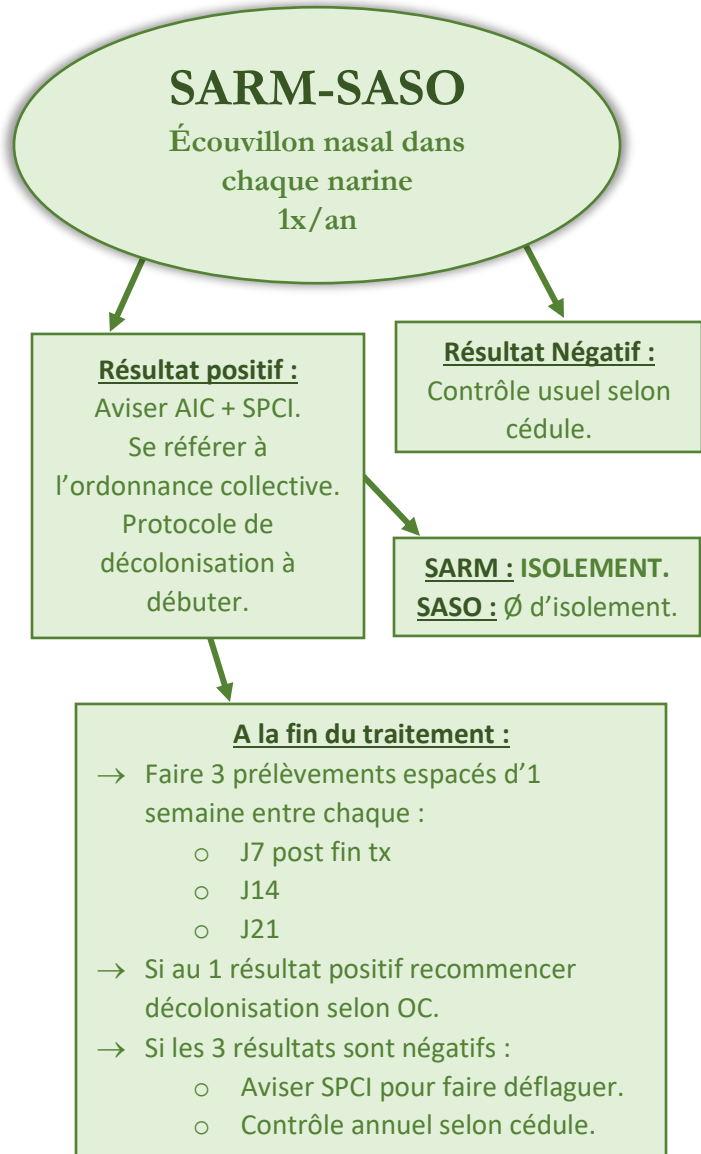 SARM-SASO
Écouvillon nasal dans
chaque narine
1x/an
Résultat positif :
Aviser AIC + SPCI.
Se référer à
l’ordonnance collective.
Protocole de
décolonisation à
débuter.
Résultat Négatif :
Contrôle usuel selon
cédule.
SARM : ISOLEMENT.
SASO : Ø d’isolement.
A la fin du traitement :
→ Faire 3 prélèvements espacés d’1
semaine entre chaque :
o J7 post fin tx
o J14
o J21
→ Si au 1 résultat positif recommencer
décolonisation selon OC.
→ Si les 3 résultats sont négatifs :
o Aviser SPCI pour faire déflaguer.
o Contrôle annuel selon cédule.